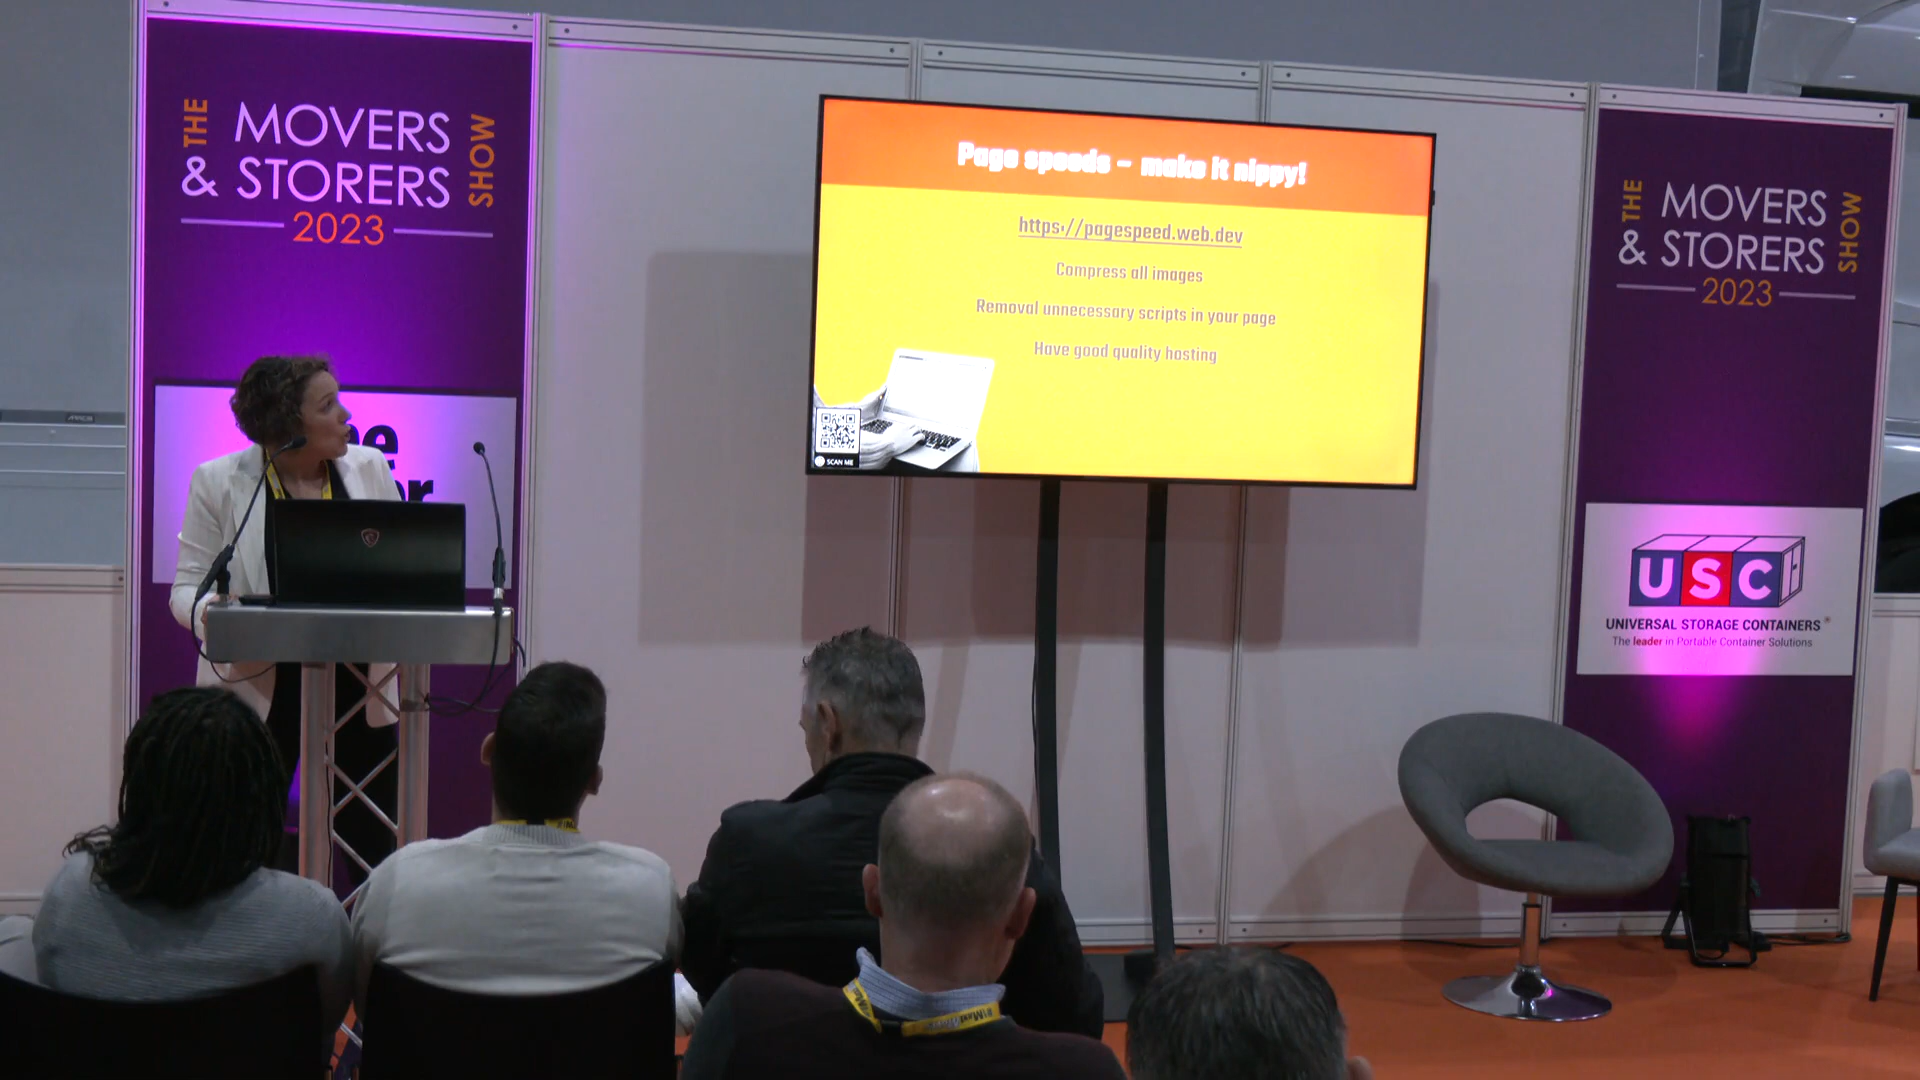 THE
MOVERS
& STORERS
SHOW
2023
Page speeds – make it nippy!
https://pagespeed.web.dev
Compress all images
Removal unnecessary scripts in your page
Have good quality hosting
SCAN ME
THE
MOVERS
& STORERS
SHOW
2023
USC
UNIVERSAL STORAGE CONTAINERS®
The leader in Portable Container Solutions